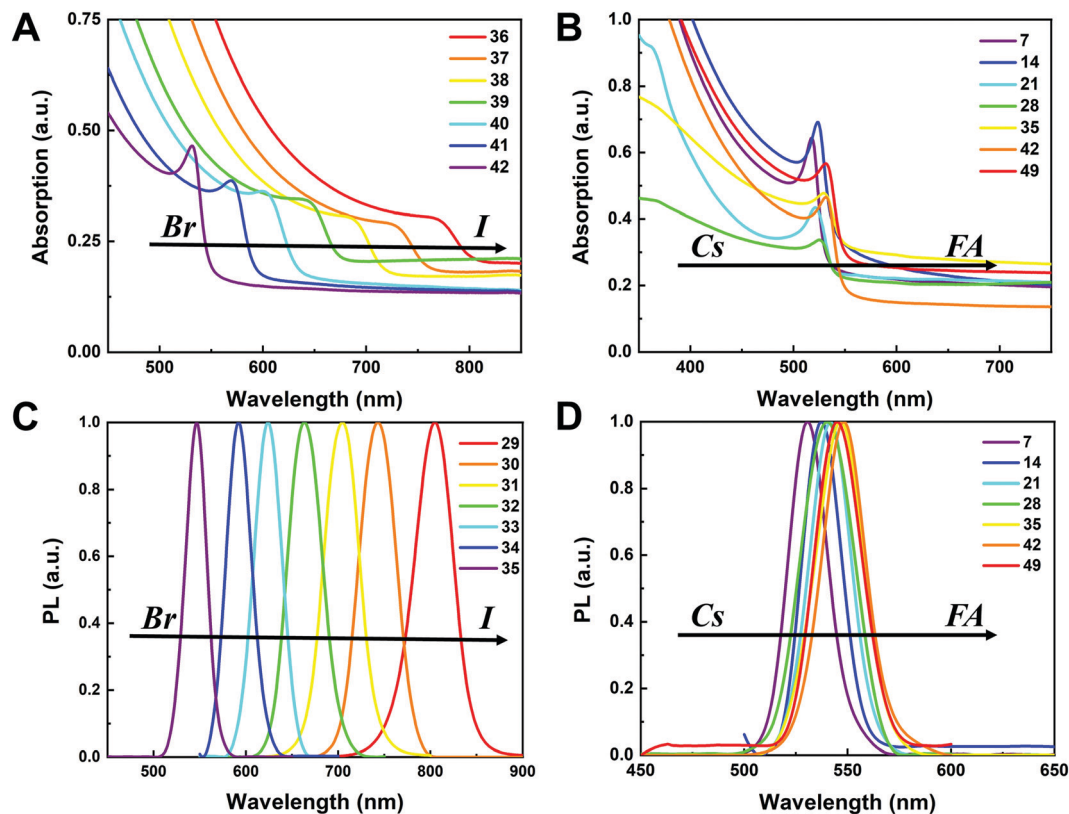 A
0.75
0.50
0.25
0.00
Absorption (a.u.)
36
37
38
39
40
41
42
Br
I
500 600 700 800
Wavelength (nm)
B
1.0
0.8
0.6
0.4
0.2
0.0
Absorption (a.u.)
7
14
21
28
35
42
49
Cs
FA
400 500 600 700
Wavelength (nm)
C
1.0
0.8
0.6
0.4
0.2
0.0
PL (a.u.)
29
30
31
32
33
34
35
Br
I
500 600 700 800 900
Wavelength (nm)
D
1.0
0.8
0.6
0.4
0.2
0.0
PL (a.u.)
7
14
21
28
35
42
49
Cs
FA
450 500 550 600 650
Wavelength (nm)